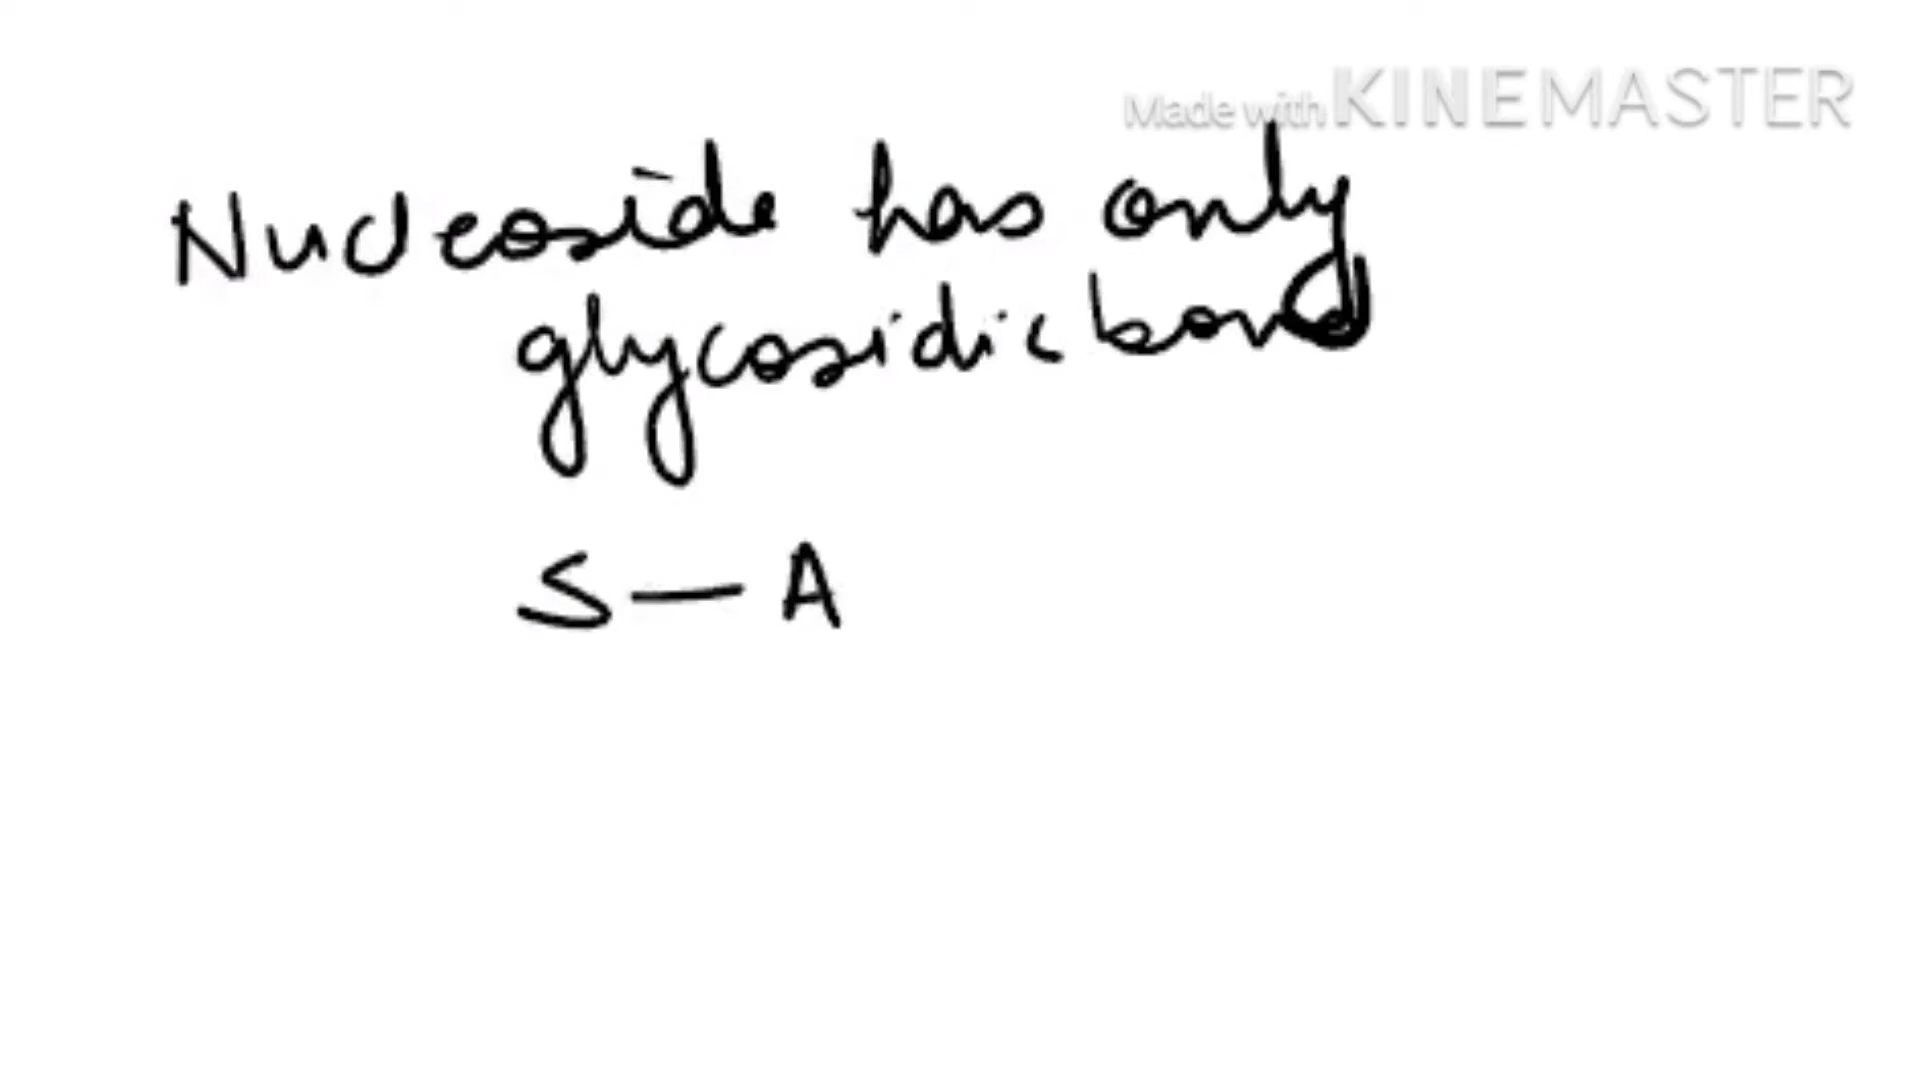 Made with KINEMASTER
Nucleoside has only
glycosidic bond
S — A